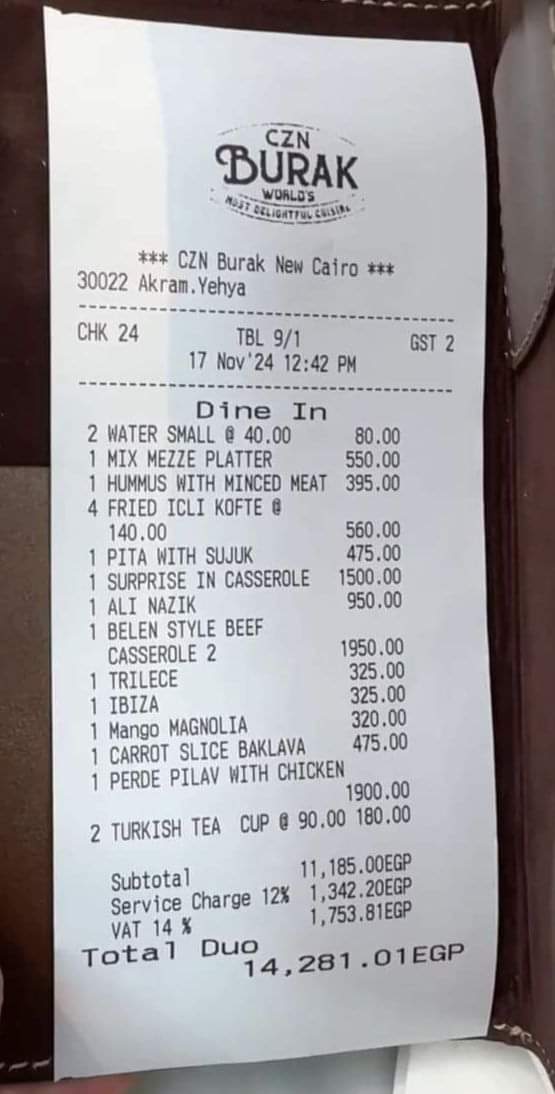 CZN
BURAK
WORLD'S
MOST DELIGHTFUL CUISINE
*** CZN Burak New Cairo ***
30022 Akram.Yehya
CHK 24 TBL 9/1 GST 2
17 Nov'24 12:42 PM
Dine In
2 WATER SMALL @ 40.00 80.00
1 MIX MEZZE PLATTER 550.00
1 HUMMUS WITH MINCED MEAT 395.00
4 FRIED ICLI KOFTE @
140.00 560.00
1 PITA WITH SUJUK 475.00
1 SURPRISE IN CASSEROLE 1500.00
1 ALI NAZIK 950.00
1 BELEN STYLE BEEF
CASSEROLE 2 1950.00
1 TRILECE 325.00
1 IBIZA 325.00
1 Mango MAGNOLIA 320.00
1 CARROT SLICE BAKLAVA 475.00
1 PERDE PILAV WITH CHICKEN
1900.00
2 TURKISH TEA CUP @ 90.00 180.00
Subtotal 11,185.00EGP
Service Charge 12% 1,342.20EGP
VAT 14 % 1,753.81EGP
Total Duo
14,281.01EGP